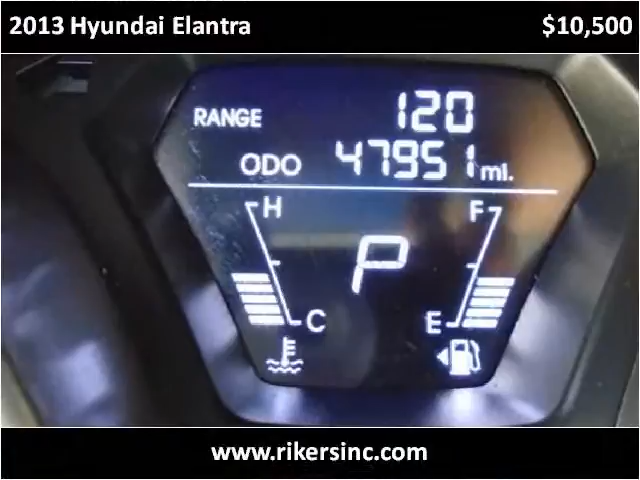 2013 Hyundai Elantra $10,500
RANGE 120
ODO 47951 mi.
H F
P
C E
www.rikersinc.com